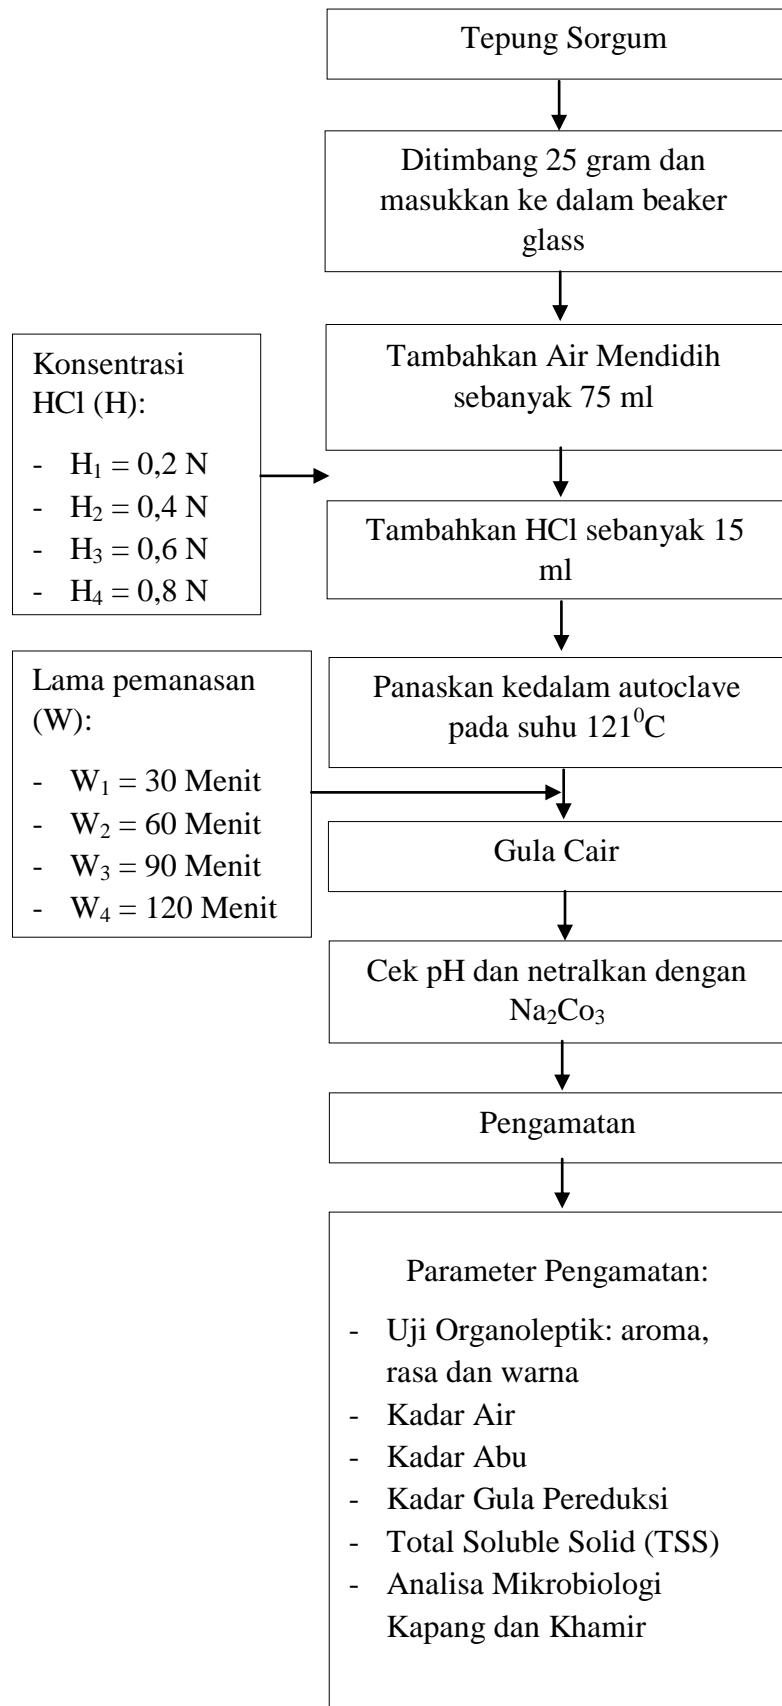 Tepung Sorgum
Ditimbang 25 gram dan
masukkan ke dalam beaker
glass
Tambahkan Air Mendidih
sebanyak 75 ml
Konsentrasi
HCl (H):
- H₁ = 0,2 N
- H₂ = 0,4 N
- H₃ = 0,6 N
- H₄ = 0,8 N
Tambahkan HCl sebanyak 15
ml
Lama pemanasan
(W):
- W₁ = 30 Menit
- W₂ = 60 Menit
- W₃ = 90 Menit
- W₄ = 120 Menit
Panaskan kedalam autoclave
pada suhu 121⁰C
Gula Cair
Cek pH dan netralkan dengan
Na₂Co₃
Pengamatan
Parameter Pengamatan:
- Uji Organoleptik: aroma,
rasa dan warna
- Kadar Air
- Kadar Abu
- Kadar Gula Pereduksi
- Total Soluble Solid (TSS)
- Analisa Mikrobiologi
Kapang dan Khamir